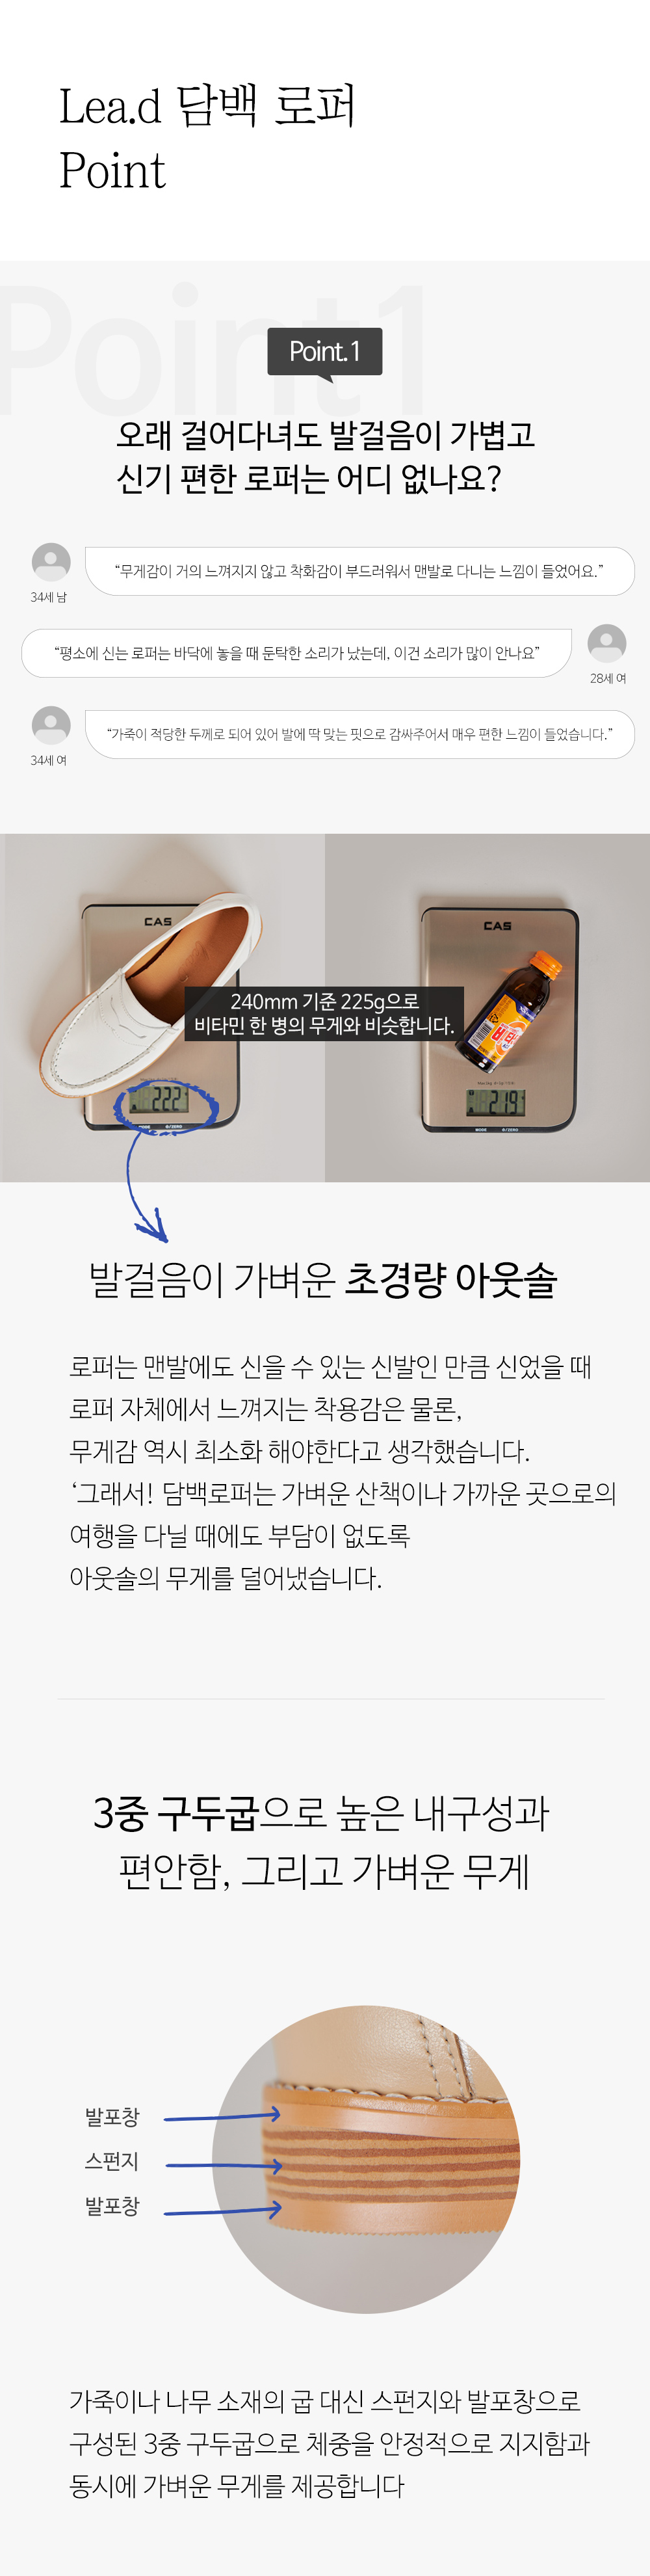 Lea.d 담백 로퍼
Point
Point1
Point.1
오래 걸어다녀도 발걸음이 가볍고
신기 편한 로퍼는 어디 없나요?
“무게감이 거의 느껴지지 않고 착화감이 부드러워서 맨발로 다니는 느낌이 들었어요.”
34세 남
“평소에 신는 로퍼는 바닥에 놓을 때 둔탁한 소리가 났는데, 이건 소리가 많이 안나요”
28세 여
“가죽이 적당한 두께로 되어 있어 발에 딱 맞는 핏으로 감싸주어서 매우 편한 느낌이 들었습니다.”
34세 여
CAS
CAS
240mm 기준 225g으로
비타민 한 병의 무게와 비슷합니다.
222
219
MODE
0/ZERO
MODE
0/ZERO
발걸음이 가벼운 초경량 아웃솔
로퍼는 맨발에도 신을 수 있는 신발인 만큼 신었을 때
로퍼 자체에서 느껴지는 착용감은 물론,
무게감 역시 최소화 해야한다고 생각했습니다.
‘그래서! 담백로퍼는 가벼운 산책이나 가까운 곳으로의
여행을 다닐 때에도 부담이 없도록
아웃솔의 무게를 덜어냈습니다.
3중 구두굽으로 높은 내구성과
편안함, 그리고 가벼운 무게
발포창
스펀지
발포창
가죽이나 나무 소재의 굽 대신 스펀지와 발포창으로
구성된 3중 구두굽으로 체중을 안정적으로 지지함과
동시에 가벼운 무게를 제공합니다